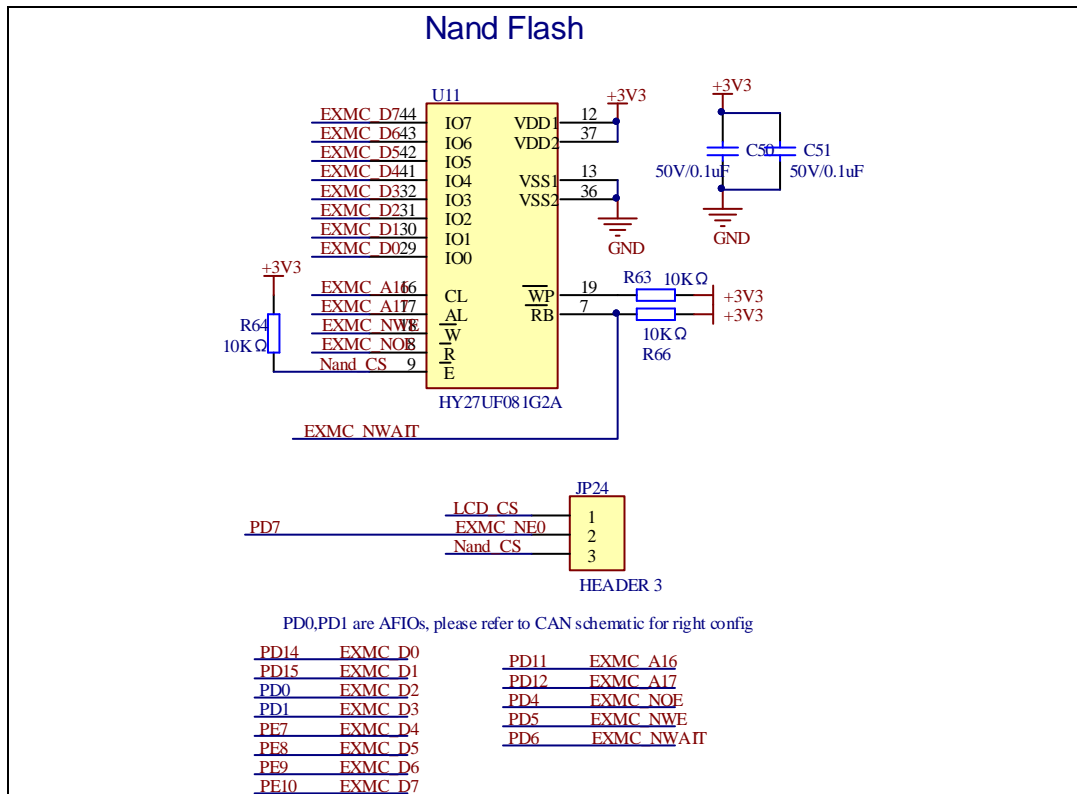 Nand Flash
U11
EXMC_D7 44 IO7 VDD1 12 +3V3
EXMC_D6 43 IO6 VDD2 37
EXMC_D5 42 IO5
EXMC_D4 41 IO4 VSS1 13
EXMC_D3 32 IO3 VSS2 36
EXMC_D2 31 IO2
EXMC_D1 30 IO1 GND
EXMC_D0 29 IO0
+3V3
C50 C51
50V/0.1uF 50V/0.1uF
GND
+3V3
R64
10KΩ
EXMC_A16 16 CL WP 19 R63 10KΩ +3V3
EXMC_A17 17 AL RB 7 10KΩ +3V3
R66
EXMC_NWE 18 W
EXMC_NOE 8 R
Nand_CS 9 E
HY27UF081G2A
EXMC_NWAIT
JP24
LCD_CS 1
PD7 EXMC_NE0 2
Nand_CS 3
HEADER 3
PD0,PD1 are AFIOs, please refer to CAN schematic for right config
PD14 EXMC_D0
PD15 EXMC_D1
PD0 EXMC_D2
PD1 EXMC_D3
PE7 EXMC_D4
PE8 EXMC_D5
PE9 EXMC_D6
PE10 EXMC_D7
PD11 EXMC_A16
PD12 EXMC_A17
PD4 EXMC_NOE
PD5 EXMC_NWE
PD6 EXMC_NWAIT